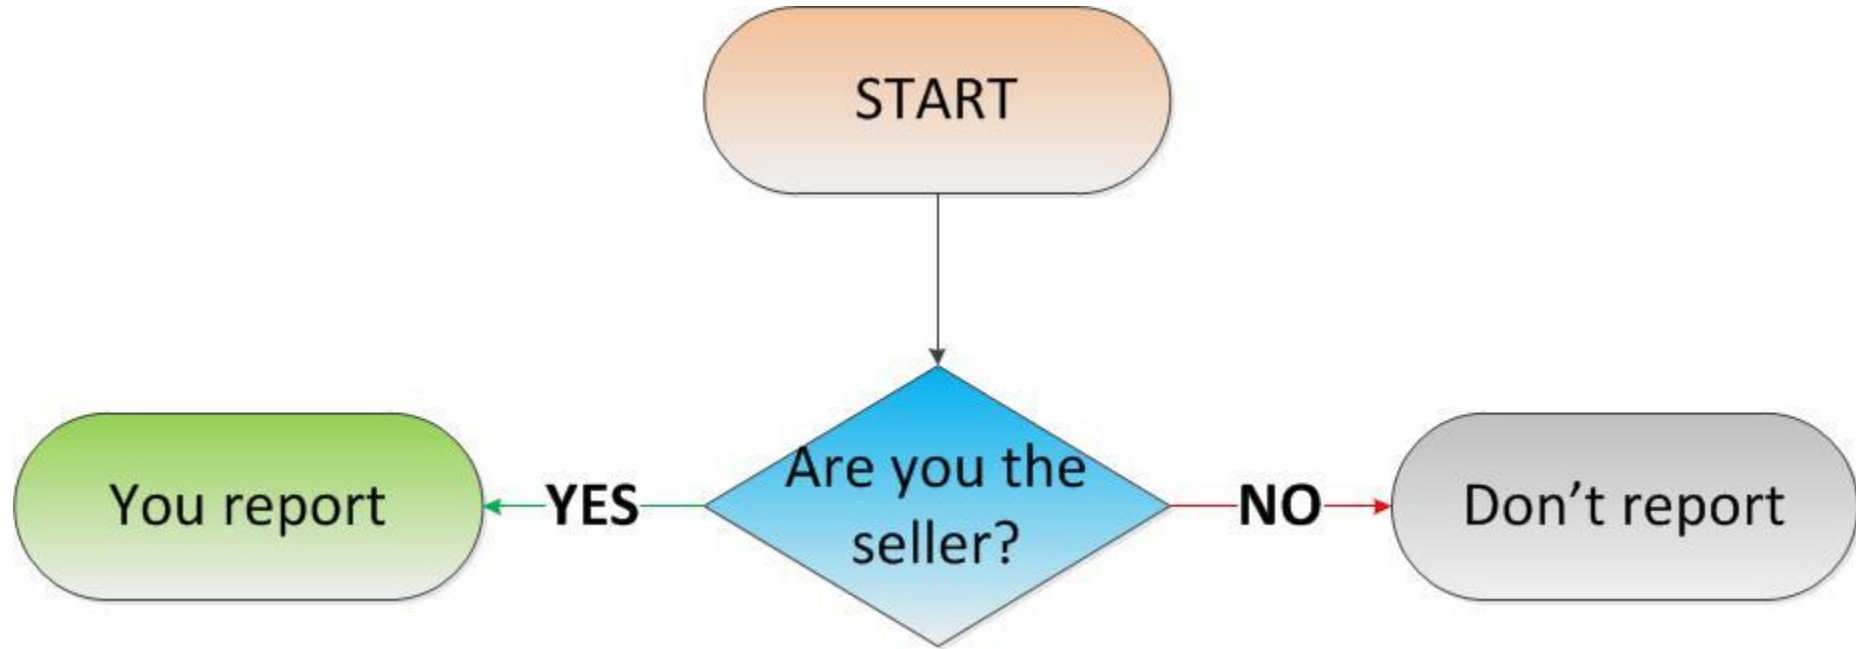 START
Are you the
seller?
YES
You report
NO
Don’t report